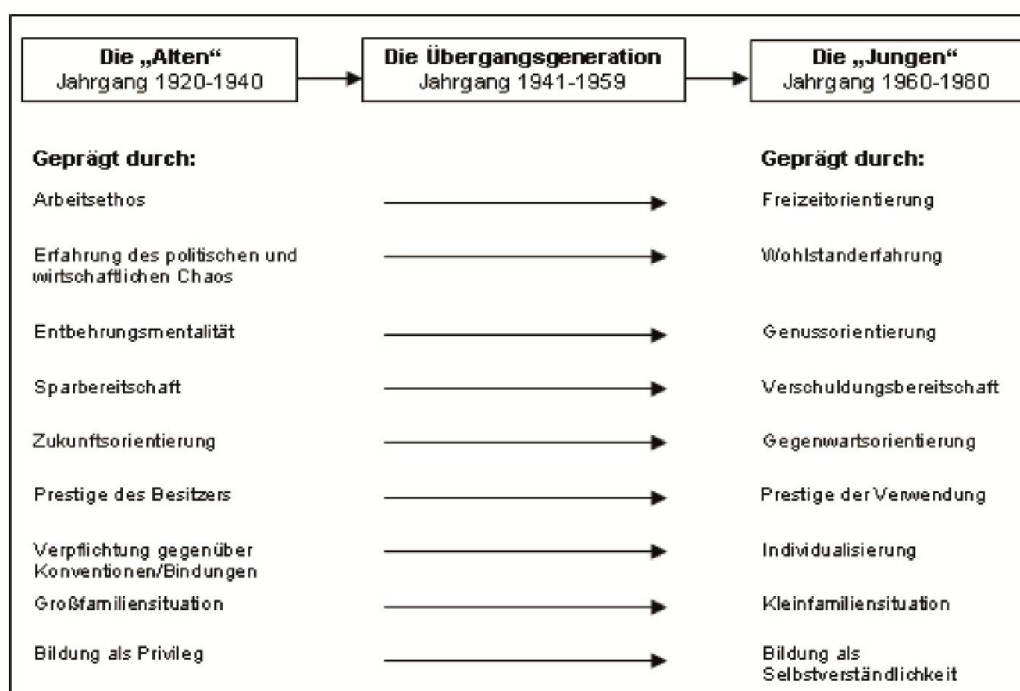 Die „Alten“
Jahrgang 1920-1940
Die Übergangsgeneration
Jahrgang 1941-1959
Die „Jungen“
Jahrgang 1960-1980
Geprägt durch:
Geprägt durch:
Arbeitsethos
Freizeitorientierung
Erfahrung des politischen und
wirtschaftlichen Chaos
Wohlstanderfahrung
Entbehrungsmentalität
Genussorientierung
Sparbereitschaft
Verschuldungsbereitschaft
Zukunftsorientierung
Gegenwartsorientierung
Prestige des Besitzers
Prestige der Verwendung
Verpflichtung gegenüber
Konventionen/Bindungen
Individualisierung
Großfamiliensituation
Kleinfamiliensituation
Bildung als Privileg
Bildung als
Selbstverständlichkeit